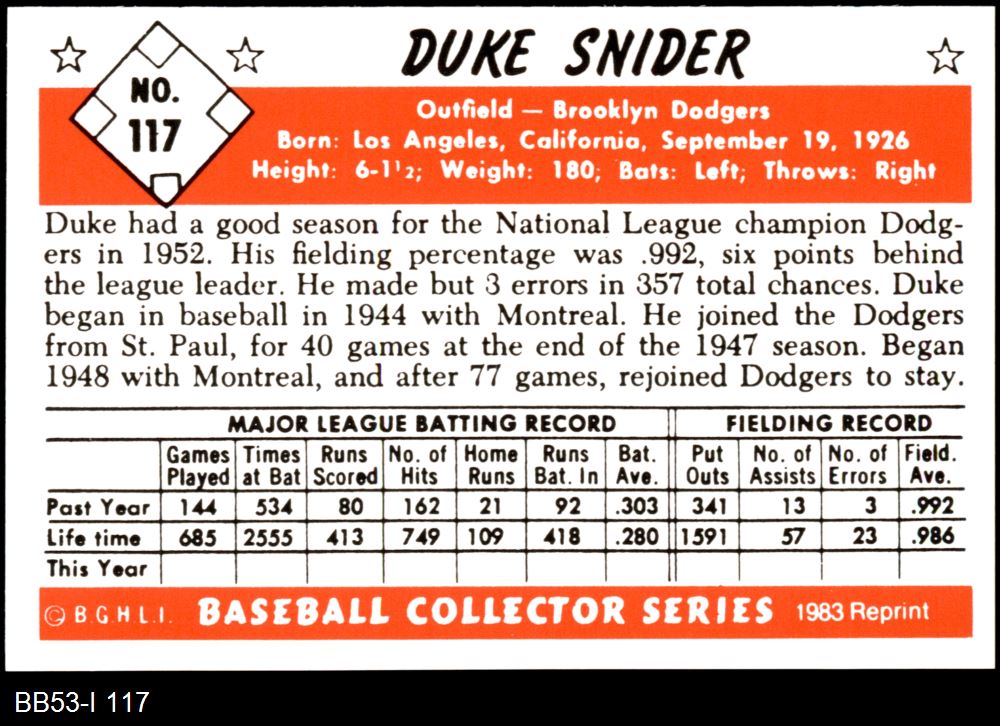 DUKE SNIDER
NO.
117
Outfield — Brooklyn Dodgers
Born: Los Angeles, California, September 19, 1926
Height: 6-1½; Weight: 180; Bats: Left; Throws: Right
Duke had a good season for the National League champion Dodg-
ers in 1952. His fielding percentage was .992, six points behind
the league leader. He made but 3 errors in 357 total chances. Duke
began in baseball in 1944 with Montreal. He joined the Dodgers
from St. Paul, for 40 games at the end of the 1947 season. Began
1948 with Montreal, and after 77 games, rejoined Dodgers to stay.
MAJOR LEAGUE BATTING RECORD FIELDING RECORD
Games Times Runs No. of Home Runs Bat. Put No. of No. of Field.
Played at Bat Scored Hits Runs Bat. In Ave. Outs Assists Errors Ave.
Past Year 144 534 80 162 21 92 .303 341 13 3 .992
Life time 685 2555 413 749 109 418 .280 1591 57 23 .986
This Year
© B.G.H.L.I. BASEBALL COLLECTOR SERIES 1983 Reprint
BB53-I 117